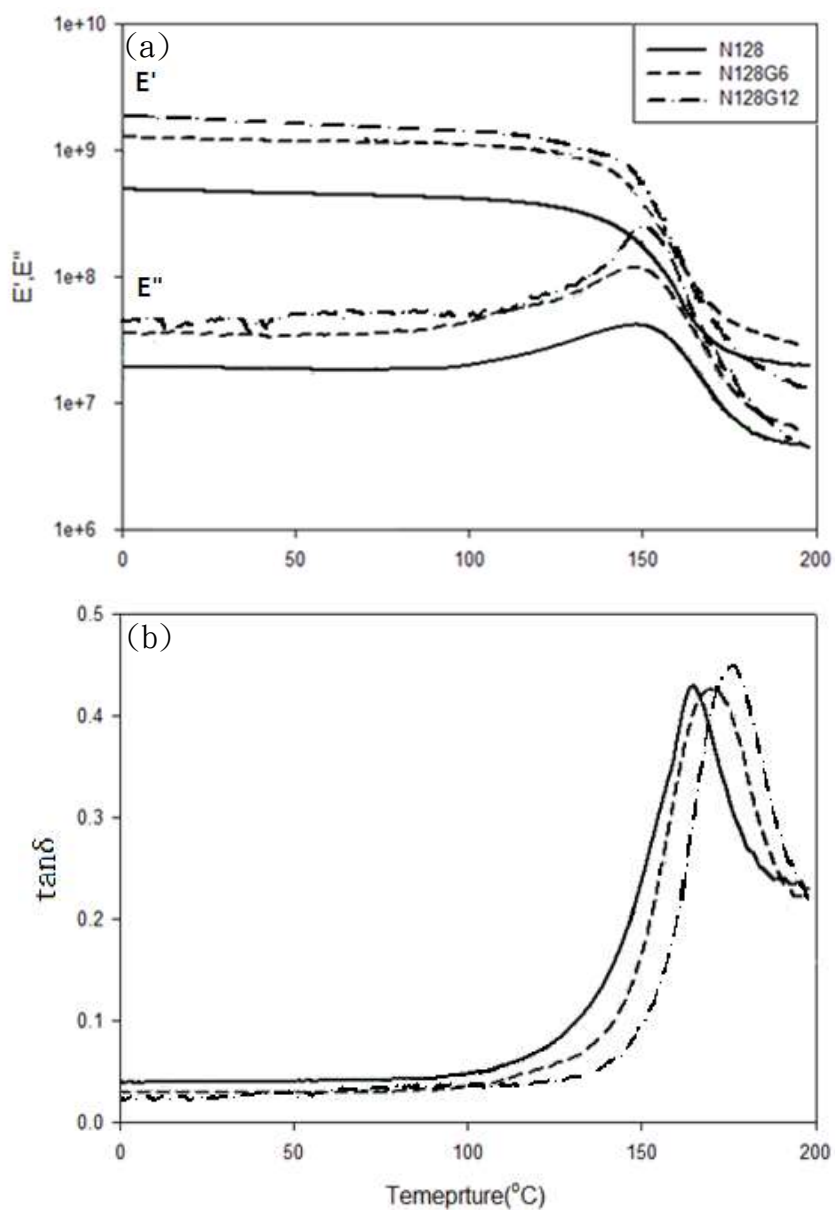 (a)
E'
N128
N128G6
N128G12
E"
E',E"
1e+10
1e+9
1e+8
1e+7
1e+6
0 50 100 150 200
(b)
tanδ
0.5
0.4
0.3
0.2
0.1
0.0
0 50 100 150 200
Temeprture(°C)